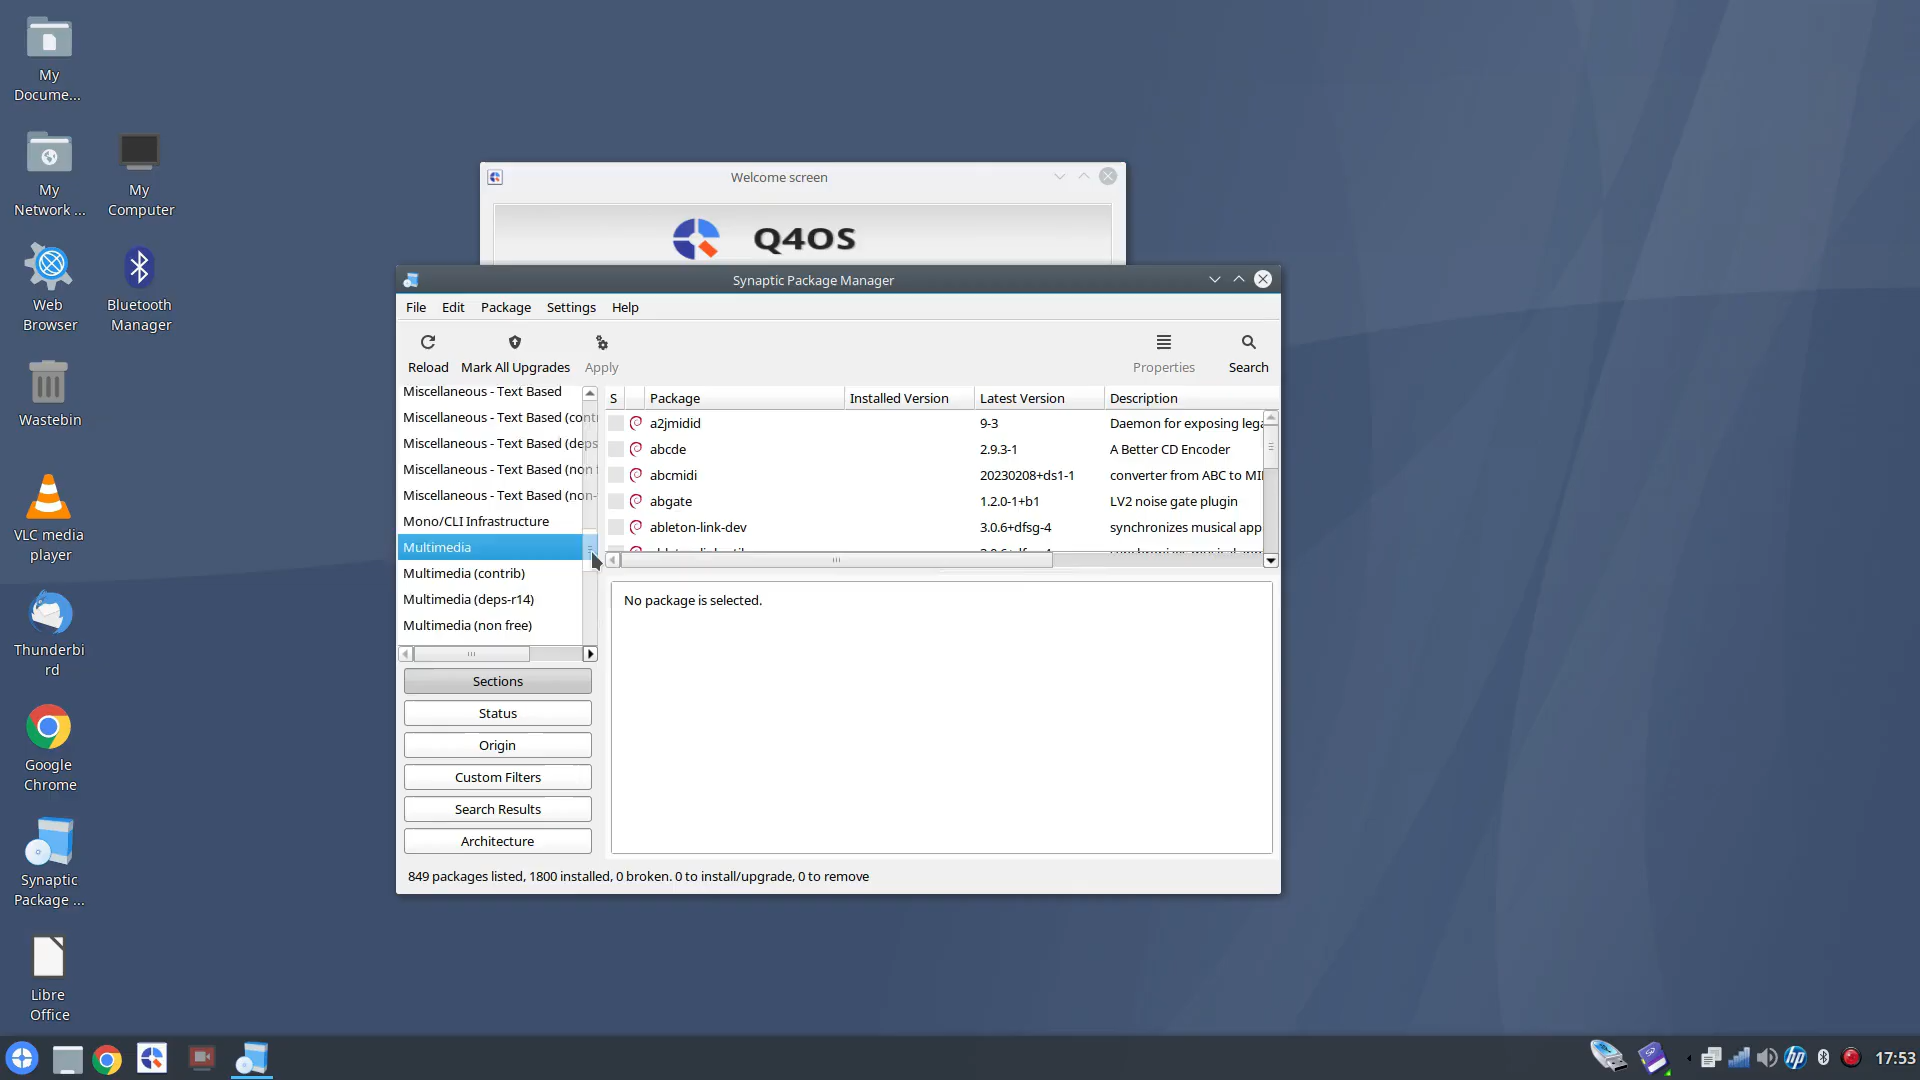 My
Docume...
My
Network ...
My
Computer
Web
Browser
Bluetooth
Manager
Wastebin
VLC media
player
Thunderbi
rd
Google
Chrome
Synaptic
Package ...
Libre
Office
Welcome screen
Q4OS
Synaptic Package Manager
File Edit Package Settings Help
Reload Mark All Upgrades Apply Properties Search
Miscellaneous - Text Based
Miscellaneous - Text Based (contr
Miscellaneous - Text Based (deps
Miscellaneous - Text Based (non f
Miscellaneous - Text Based (non-
Mono/CLI Infrastructure
Multimedia
Multimedia (contrib)
Multimedia (deps-r14)
Multimedia (non free)
Sections
Status
Origin
Custom Filters
Search Results
Architecture
S Package Installed Version Latest Version Description
a2jmidid 9-3 Daemon for exposing lega
abcde 2.9.3-1 A Better CD Encoder
abcmidi 20230208+ds1-1 converter from ABC to MI
abgate 1.2.0-1+b1 LV2 noise gate plugin
ableton-link-dev 3.0.6+dfsg-4 synchronizes musical app
No package is selected.
849 packages listed, 1800 installed, 0 broken. 0 to install/upgrade, 0 to remove
hp
17:53